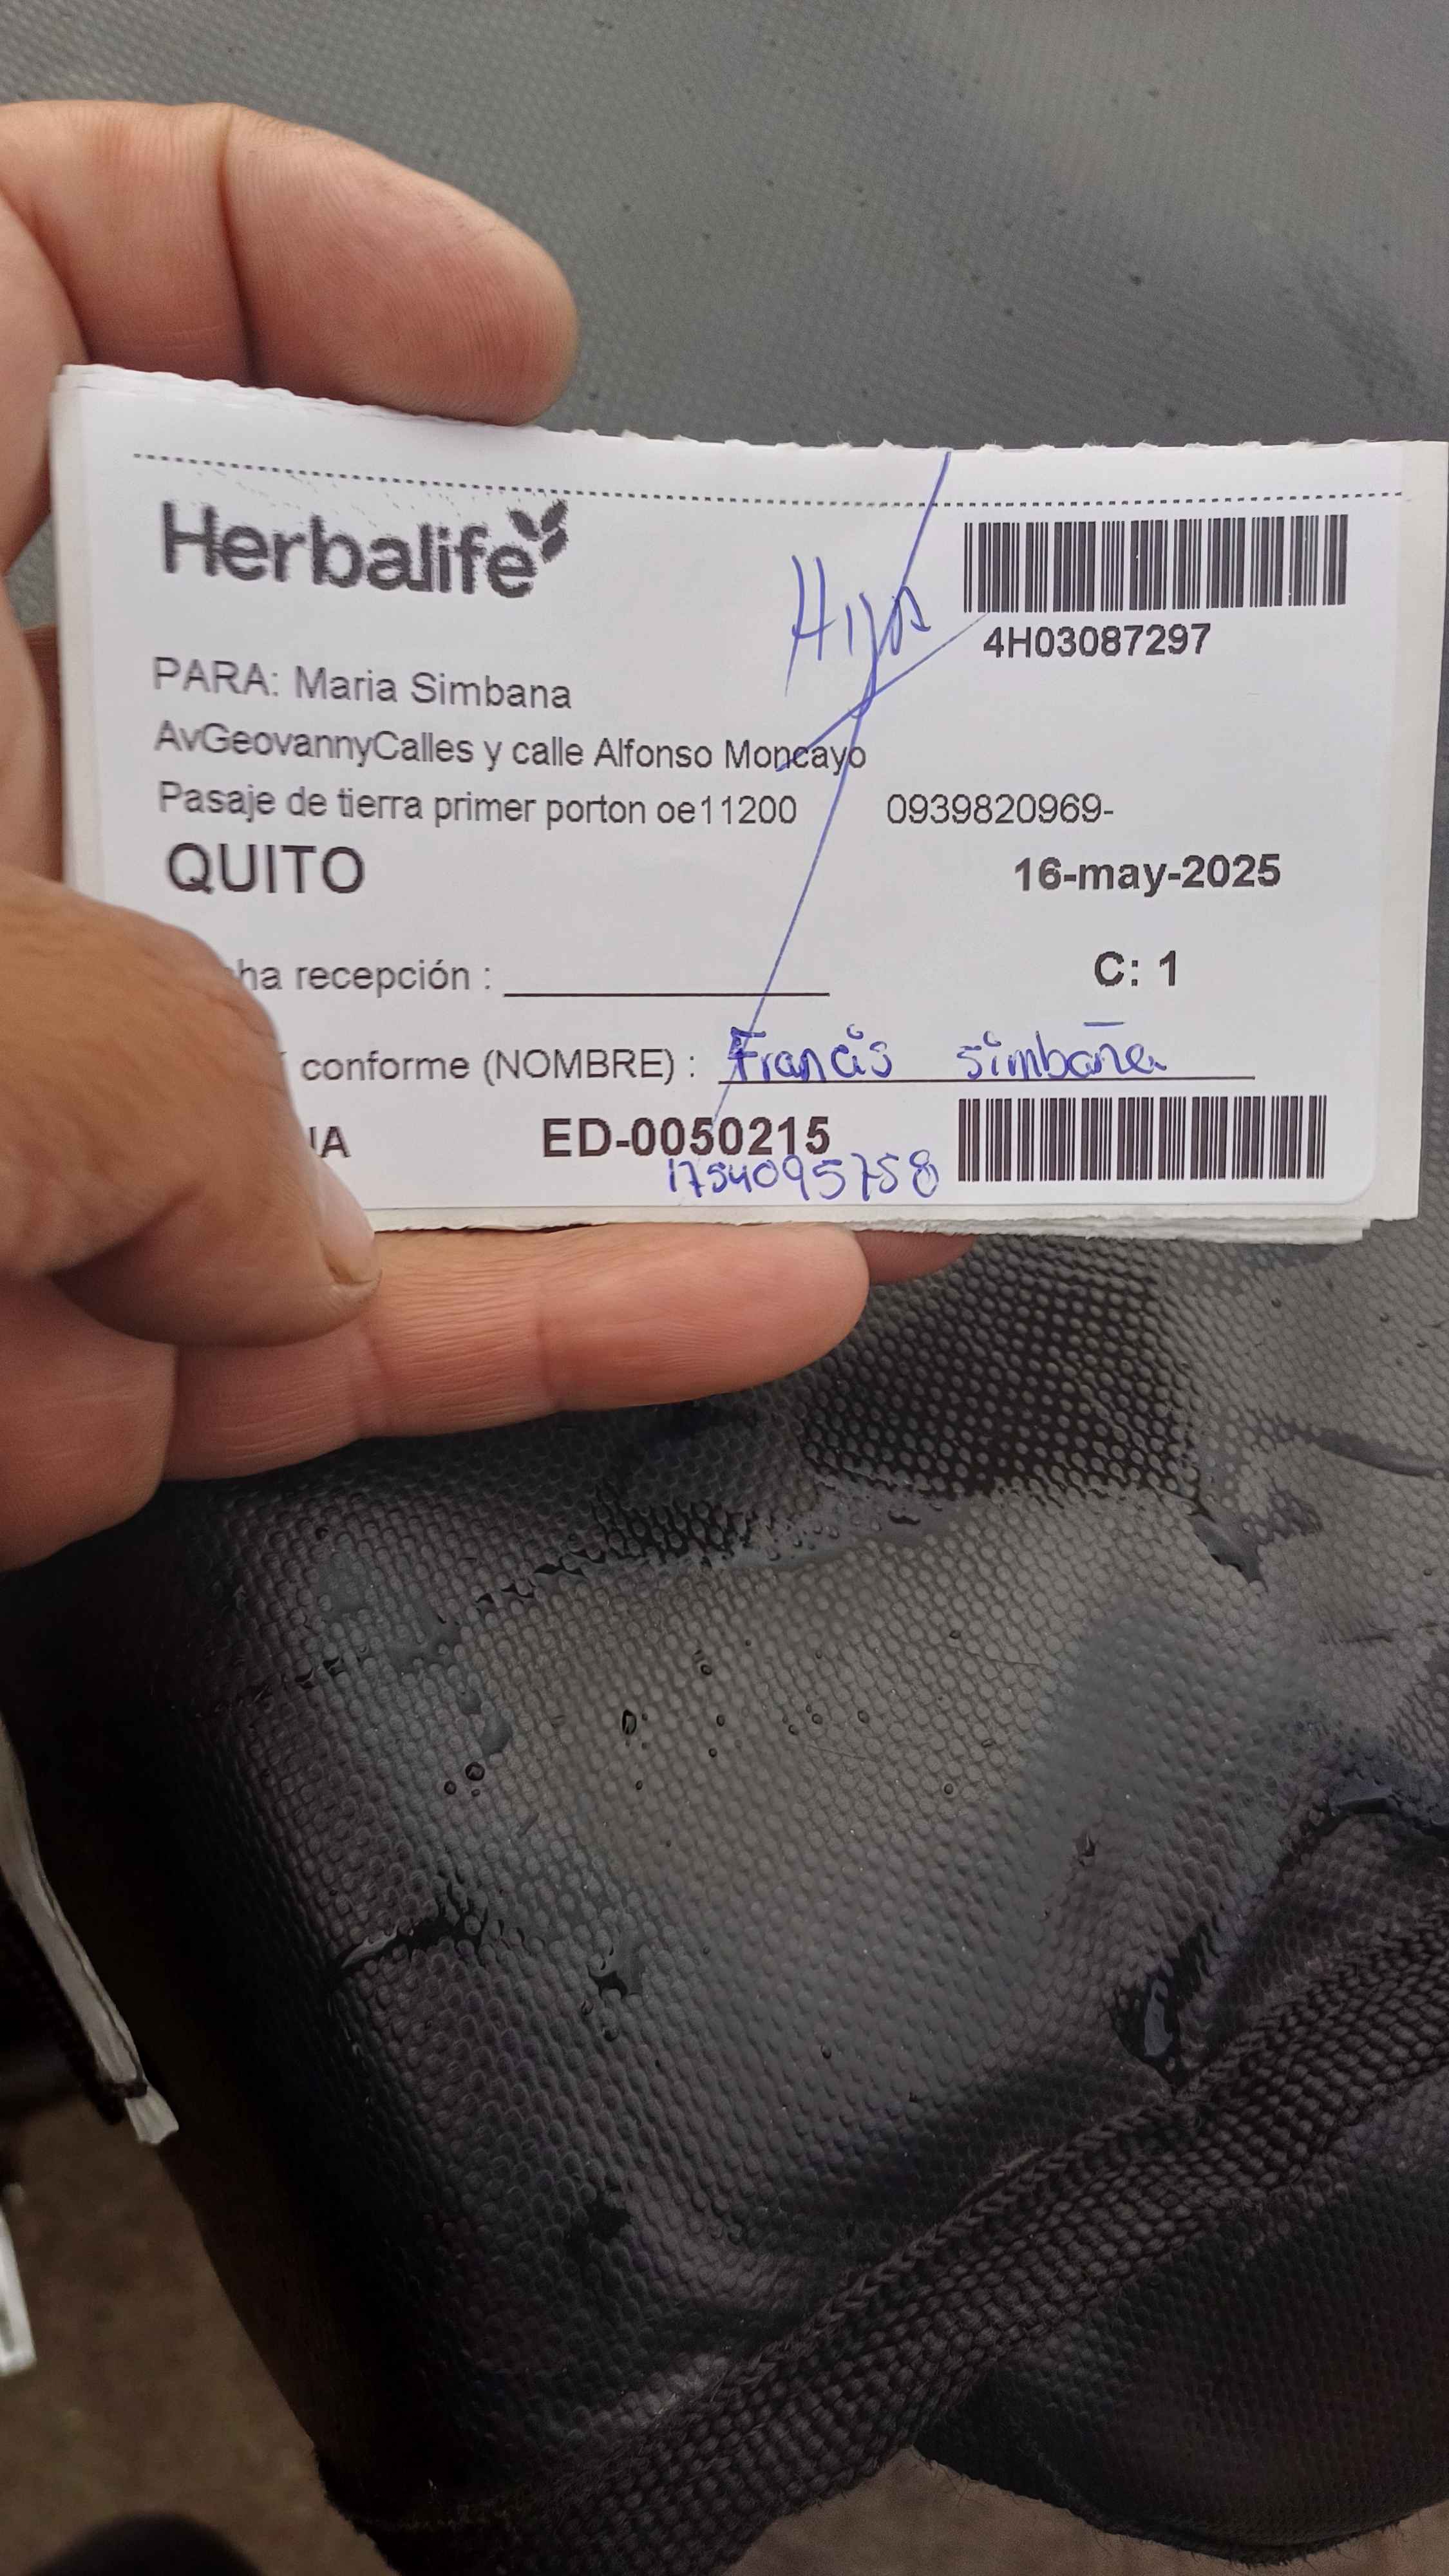 Herbalife
Hijos
4H03087297
PARA: Maria Simbana
AvGeovannyCalles y calle Alfonso Moncayo
Pasaje de tierra primer porton oe11200 0939820969-
QUITO 16-may-2025
ha recepción : C: 1
conforme (NOMBRE) : Francis simbaña
IA ED-0050215
1754095758